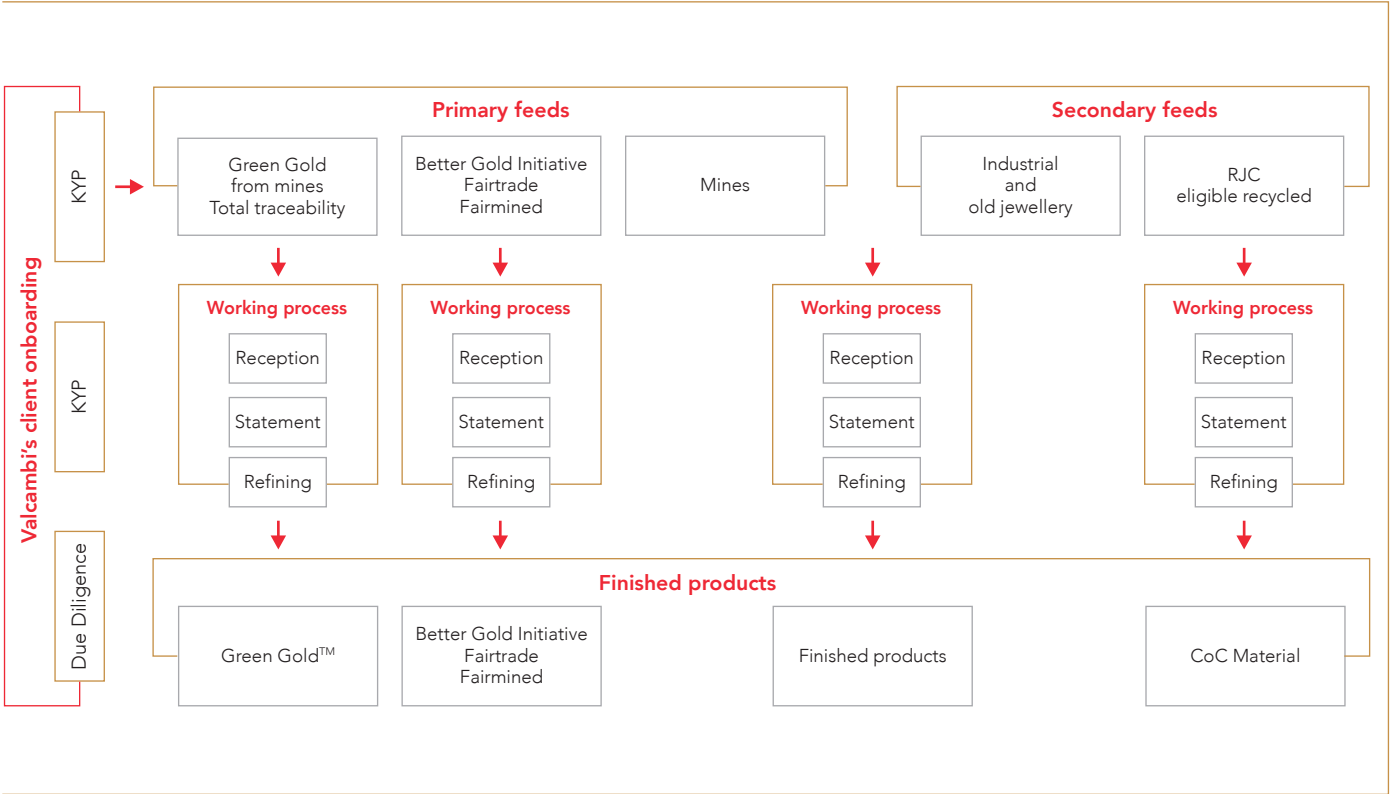 Valcambi's client onboarding
KYP
KYP
Due Diligence
Primary feeds
Green Gold
from mines
Total traceability
Better Gold Initiative
Fairtrade
Fairmined
Mines
Secondary feeds
Industrial
and
old jewellery
RJC
eligible recycled
Working process
Reception
Statement
Refining
Working process
Reception
Statement
Refining
Working process
Reception
Statement
Refining
Working process
Reception
Statement
Refining
Finished products
Green Gold™
Better Gold Initiative
Fairtrade
Fairmined
Finished products
CoC Material